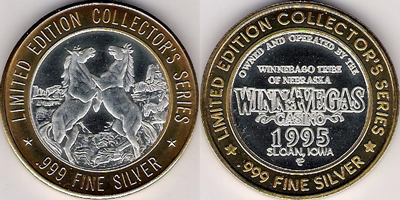 LIMITED EDITION COLLECTOR'S SERIES
★ .999 FINE SILVER ★
LIMITED EDITION COLLECTOR'S SERIES
OWNED AND OPERATED BY THE
WINNEBAGO TRIBE
OF NEBRASKA
WINNAVEGAS
CASINO
1995
SLOAN, IOWA
★ .999 FINE SILVER ★